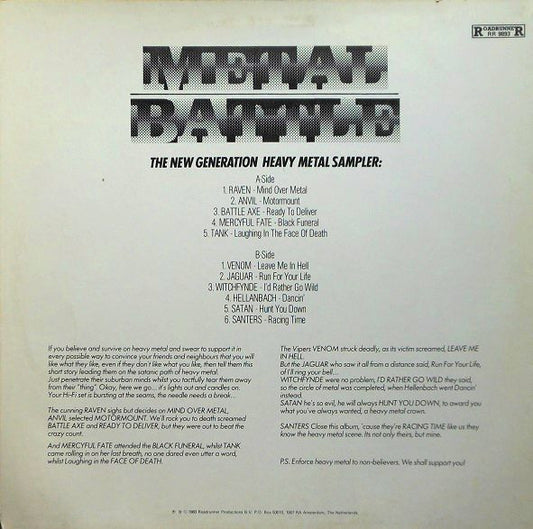 METAL
BATTLE
ROADRUNNER
RR 9893
THE NEW GENERATION HEAVY METAL SAMPLER:
A Side
1. RAVEN - Mind Over Metal
2. ANVIL - Motormount
3. BATTLE AXE - Ready To Deliver
4. MERCYFUL FATE - Black Funeral
5. TANK - Laughing In The Face Of Death
B Side
1. VENOM - Leave Me In Hell
2. JAGUAR - Run For Your Life
3. WITCHFYNDE - I'd Rather Go Wild
4. HELLANBACH - Dancin'
5. SATAN - Hunt You Down
6. SANTERS - Racing Time
If you believe and survive on heavy metal and swear to support it in
every possible way to convince your friends and neighbours that you will
like what they like, even if they don't like what you like, then tell them this
short story leading them on the satanic path of heavy metal.
Just penetrate their suburban minds whilst you tactfully tear them away
from their "thing". Okay, here we go... it's lights out and candles on.
Your Hi-Fi set is bursting at the seams, the needle needs a break...
The cunning RAVEN sighs but decides on MIND OVER METAL,
ANVIL selected MOTORMOUNT. We'll rock you to death screamed
BATTLE AXE and READY TO DELIVER, but they were out to beat the
crazy count.
And MERCYFUL FATE attended the BLACK FUNERAL, whilst TANK
came rolling in on her last breath, no one dared even utter a word,
whilst Laughing in the FACE OF DEATH.
The Vipers VENOM struck deadly, as its victim screamed, LEAVE ME
IN HELL.
But the JAGUAR who saw it all from a distance said, Run For Your Life,
of I'll ring your bell...
WITCHFYNDE were no problem, I'D RATHER GO WILD they said,
so the circle of metal was completed, when Hellenbach went Dancin'
instead.
SATAN he's so evil, he will always HUNT YOU DOWN, to award you
what you've always wanted, a heavy metal crown.
SANTERS Close this album, 'cause they're RACING TIME like us they
know the heavy metal scene. Its not only theirs, but mine.
P.S. Enforce heavy metal to non-believers. We shall support you!
Roadrunner Productions B.V. P.O. Box
Amsterdam, The Netherlands.